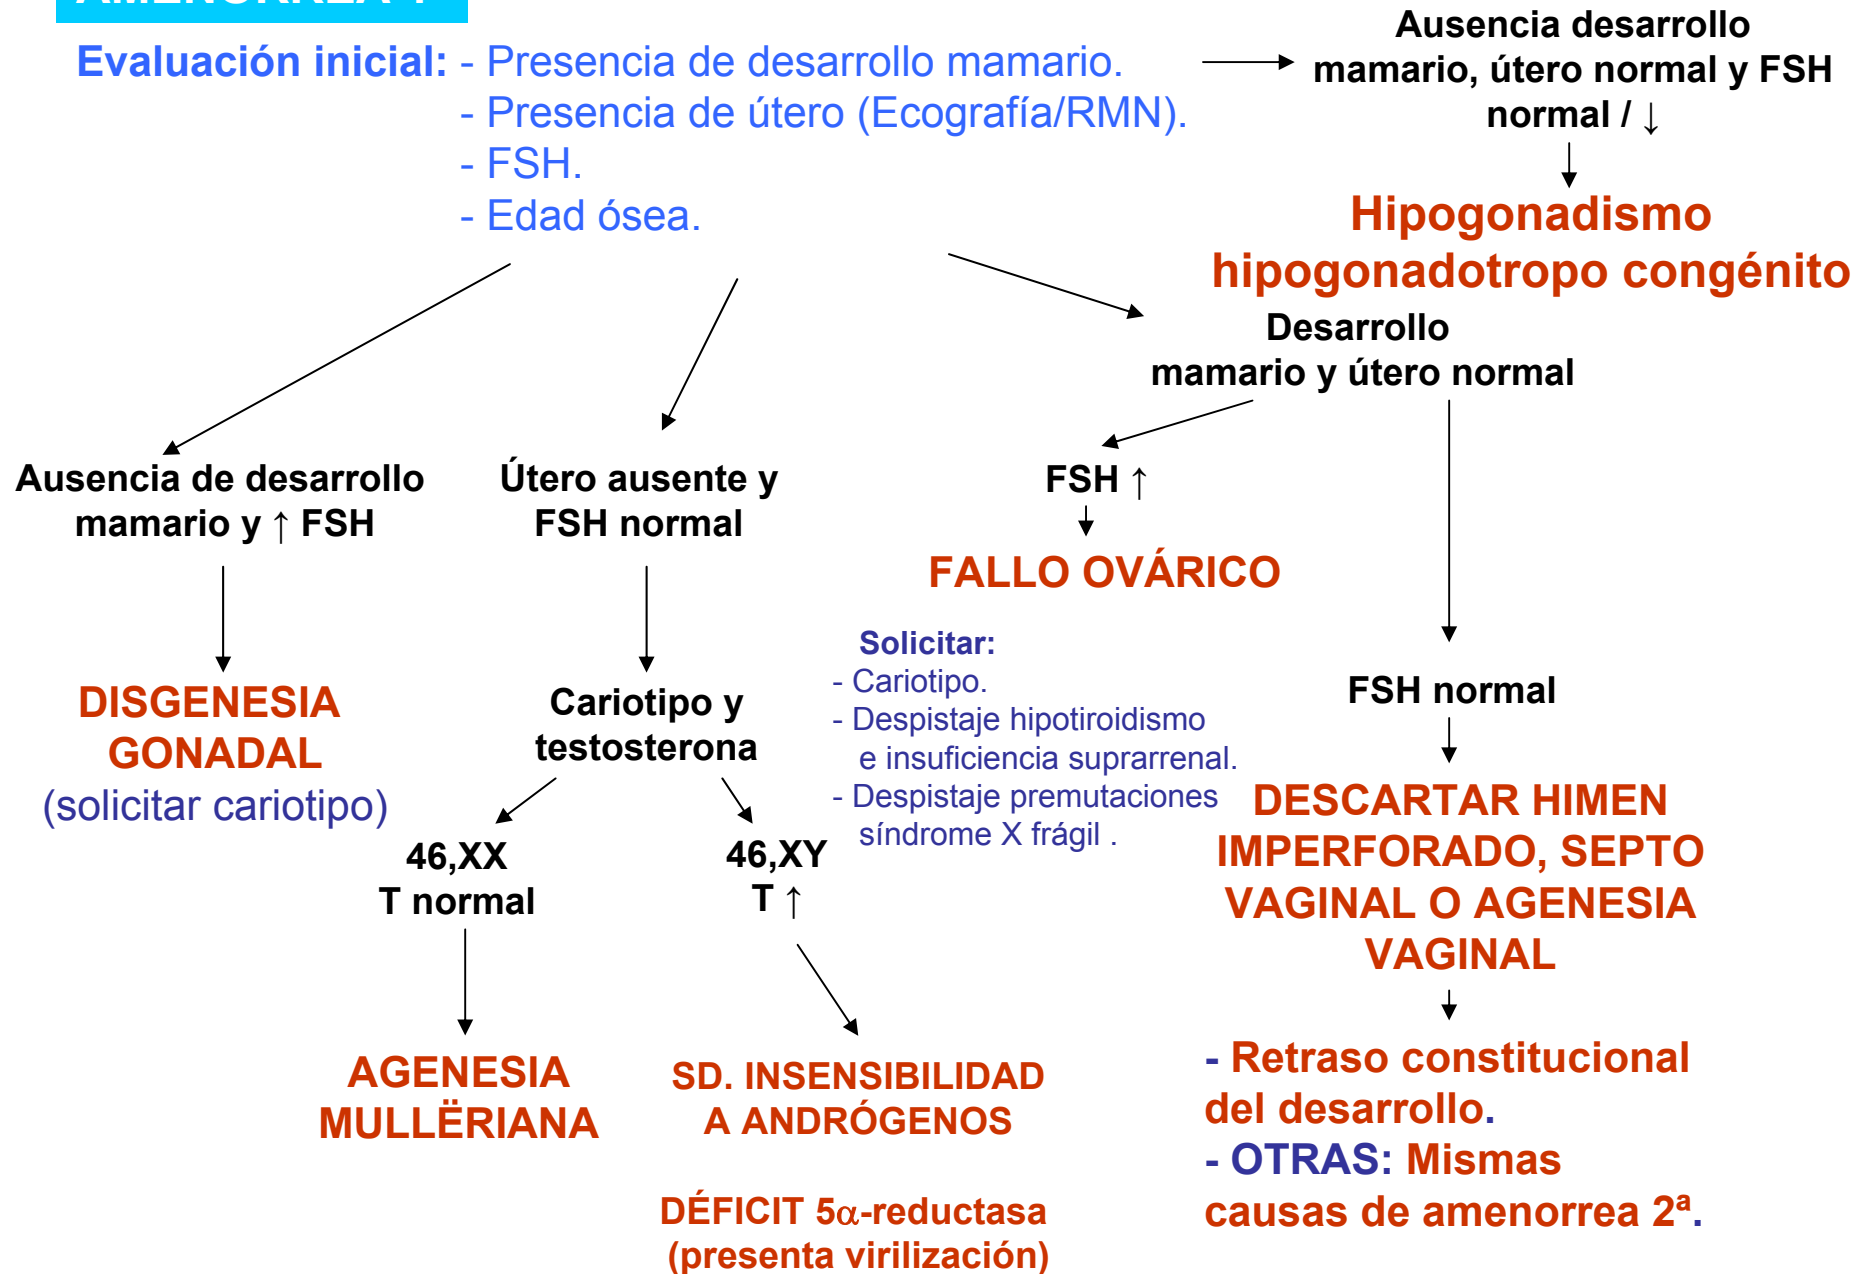 AMENORREA 1ª
Evaluación inicial: - Presencia de desarrollo mamario.
- Presencia de útero (Ecografía/RMN).
- FSH.
- Edad ósea.
Ausencia desarrollo
mamario, útero normal y FSH
normal / ↓
Hipogonadismo
hipogonadotropo congénito
Desarrollo
mamario y útero normal
Ausencia de desarrollo
mamario y ↑ FSH
DISGENESIA
GONADAL
(solicitar cariotipo)
Útero ausente y
FSH normal
Cariotipo y
testosterona
46,XX
T normal
AGENESIA
MULLËRIANA
46,XY
T ↑
SD. INSENSIBILIDAD
A ANDRÓGENOS
DÉFICIT 5α-reductasa
(presenta virilización)
FSH ↑
FALLO OVÁRICO
Solicitar:
- Cariotipo.
- Despistaje hipotiroidismo
e insuficiencia suprarrenal.
- Despistaje premutaciones
síndrome X frágil .
FSH normal
DESCARTAR HIMEN
IMPERFORADO, SEPTO
VAGINAL O AGENESIA
VAGINAL
- Retraso constitucional
del desarrollo.
- OTRAS: Mismas
causas de amenorrea 2ª.